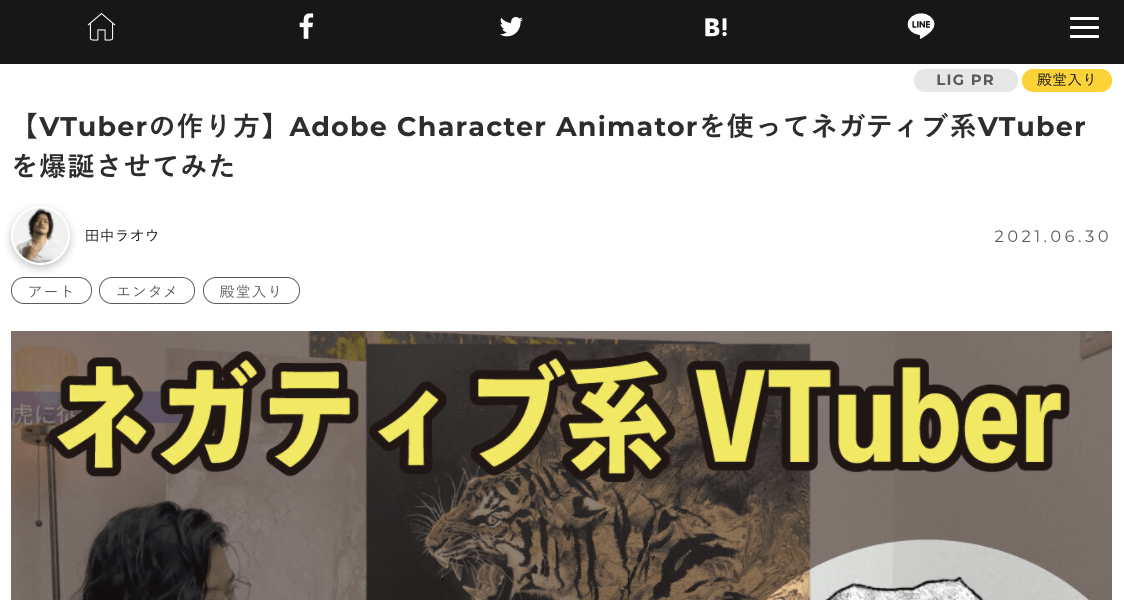 B!
LINE
LIG PR
殿堂入り
【VTuberの作り方】Adobe Character Animatorを使ってネガティブ系VTuber
を爆誕させてみた
田中ラオウ
2021.06.30
アート
エンタメ
殿堂入り
ネガティブ系 VTuber
虎に